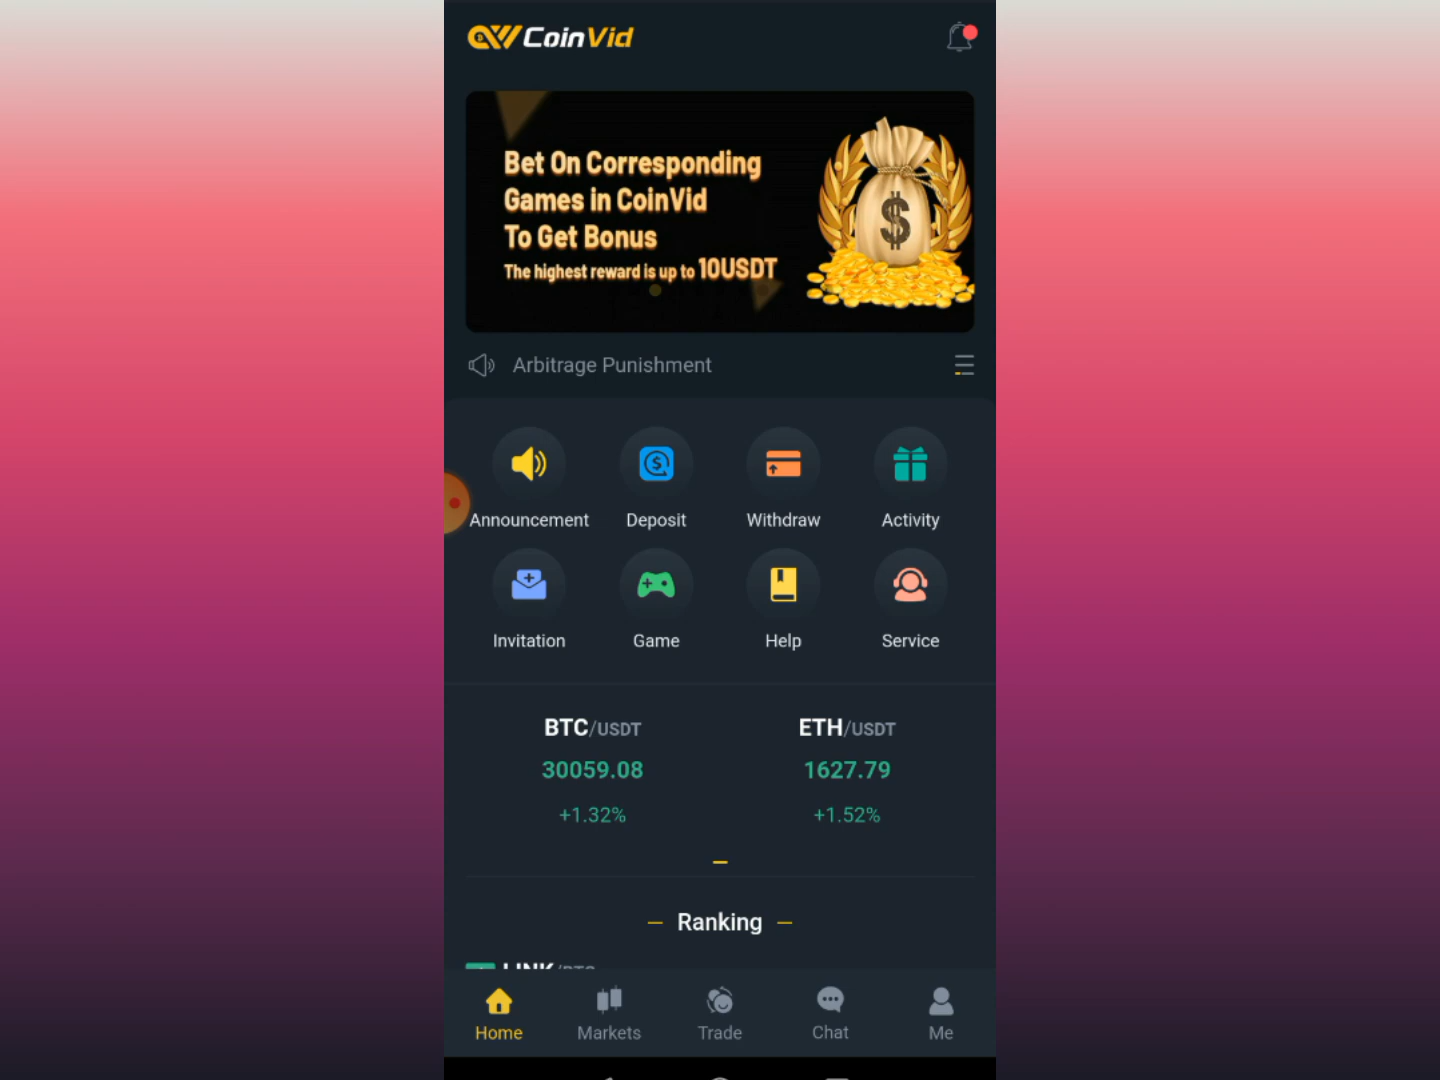 CoinVid
Bet On Corresponding
Games in CoinVid
To Get Bonus
The highest reward is up to 10USDT
$
Arbitrage Punishment
Announcement Deposit Withdraw Activity
Invitation Game Help Service
BTC/USDT ETH/USDT
30059.08 1627.79
+1.32% +1.52%
Ranking
LINK/BTC
Home Markets Trade Chat Me